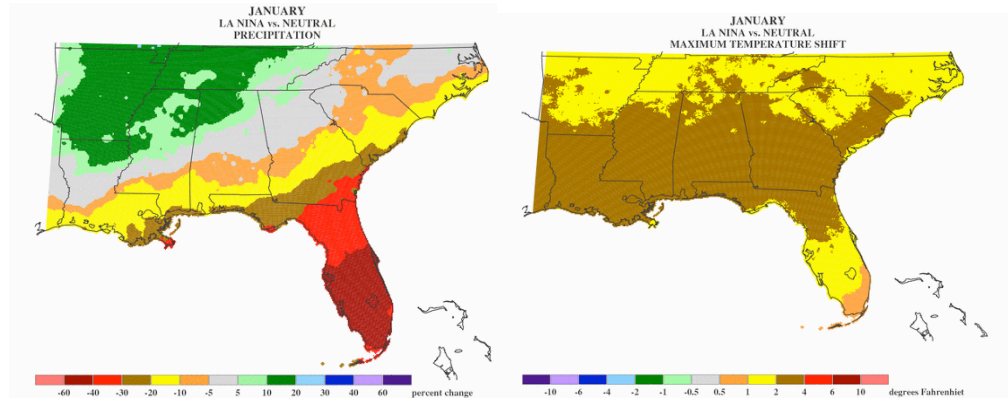 JANUARY
LA NINA vs. NEUTRAL
PRECIPITATION
-60 -40 -30 -20 -10 -5 5 10 20 30 40 60 percent change
JANUARY
LA NINA vs. NEUTRAL
MAXIMUM TEMPERATURE SHIFT
-10 -6 -4 -2 -1 -0.5 0.5 1 2 4 6 10 degrees Fahrenhiet